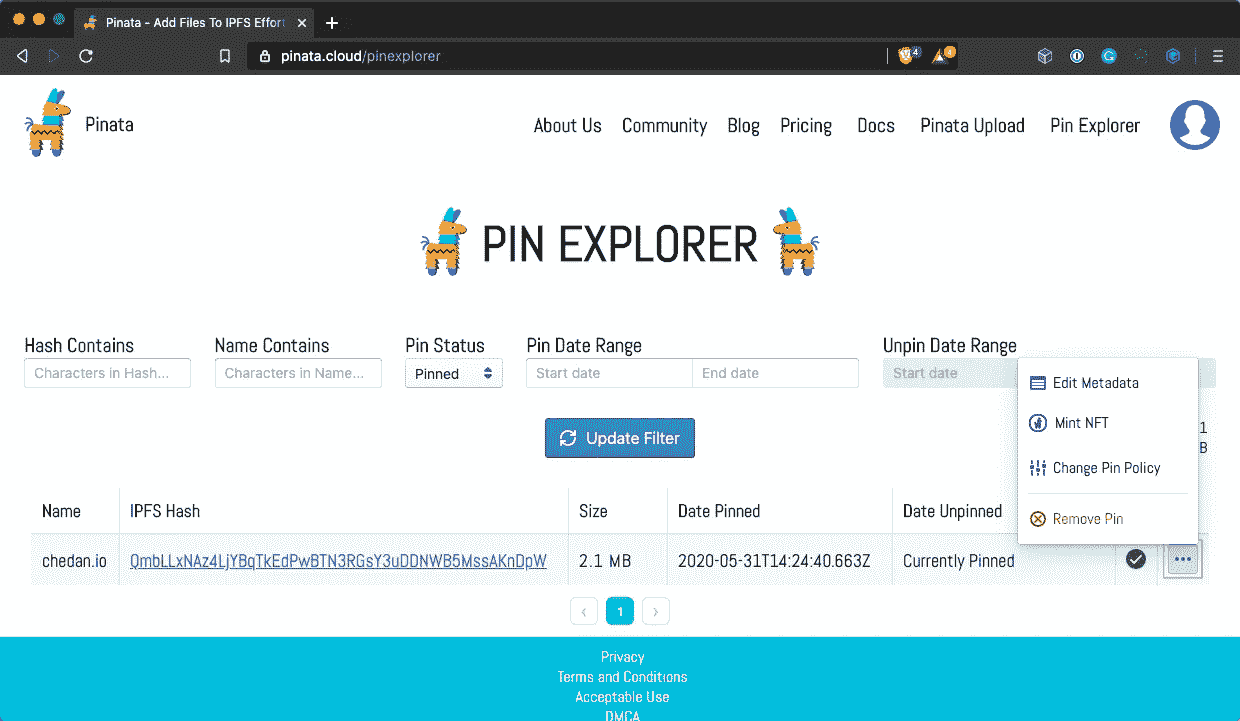 Pinata - Add Files To IPFS Effort
pinata.cloud/pinexplorer
4
4
Pinata
About Us Community Blog Pricing Docs Pinata Upload Pin Explorer
PIN EXPLORER
Hash Contains Name Contains Pin Status Pin Date Range Unpin Date Range
Characters in Hash... Characters in Name... Pinned Start date End date Start date
Edit Metadata
Mint NFT
Change Pin Policy
Remove Pin
1
B
Update Filter
Name IPFS Hash Size Date Pinned Date Unpinned
chedan.io QmbLLxNAz4LjYBqTkEdPwBTN3RGsY3uDDNWB5MssAKnDpW 2.1 MB 2020-05-31T14:24:40.663Z Currently Pinned
1
Privacy
Terms and Conditions
Acceptable Use
DMCA